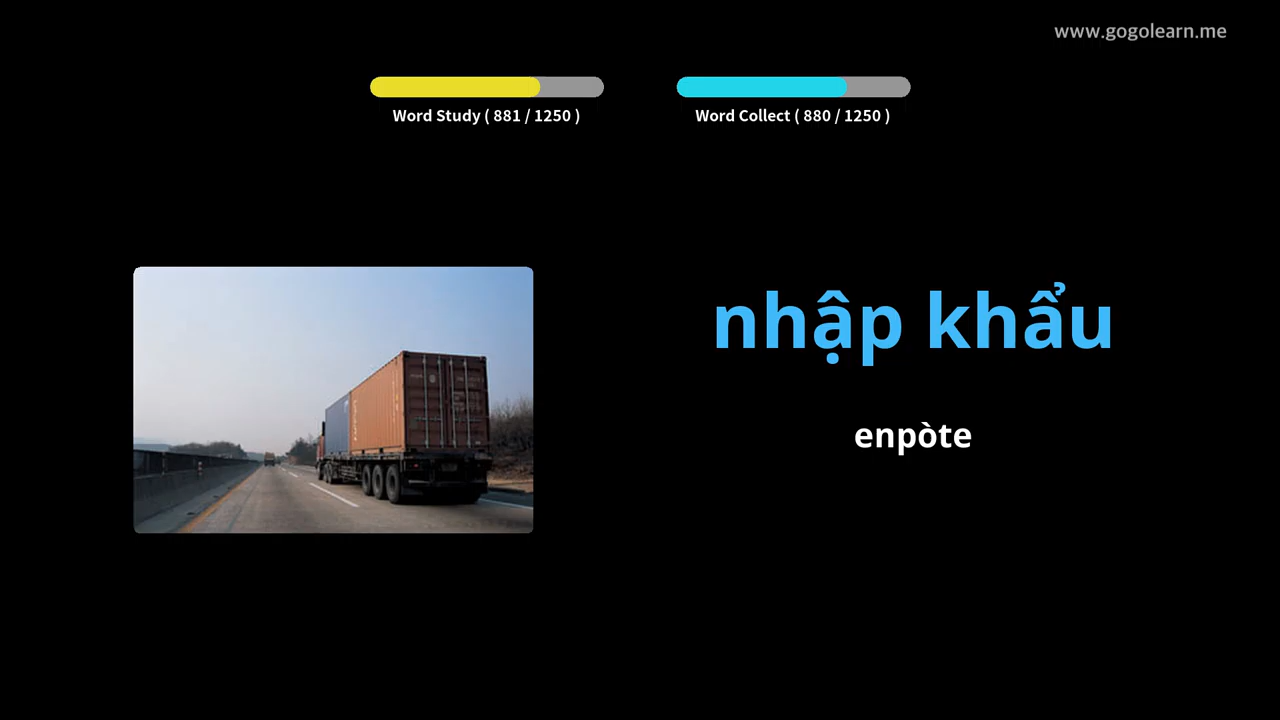 www.gogolearn.me
Word Study ( 881 / 1250 )
Word Collect ( 880 / 1250 )
nhập khẩu
enpòte